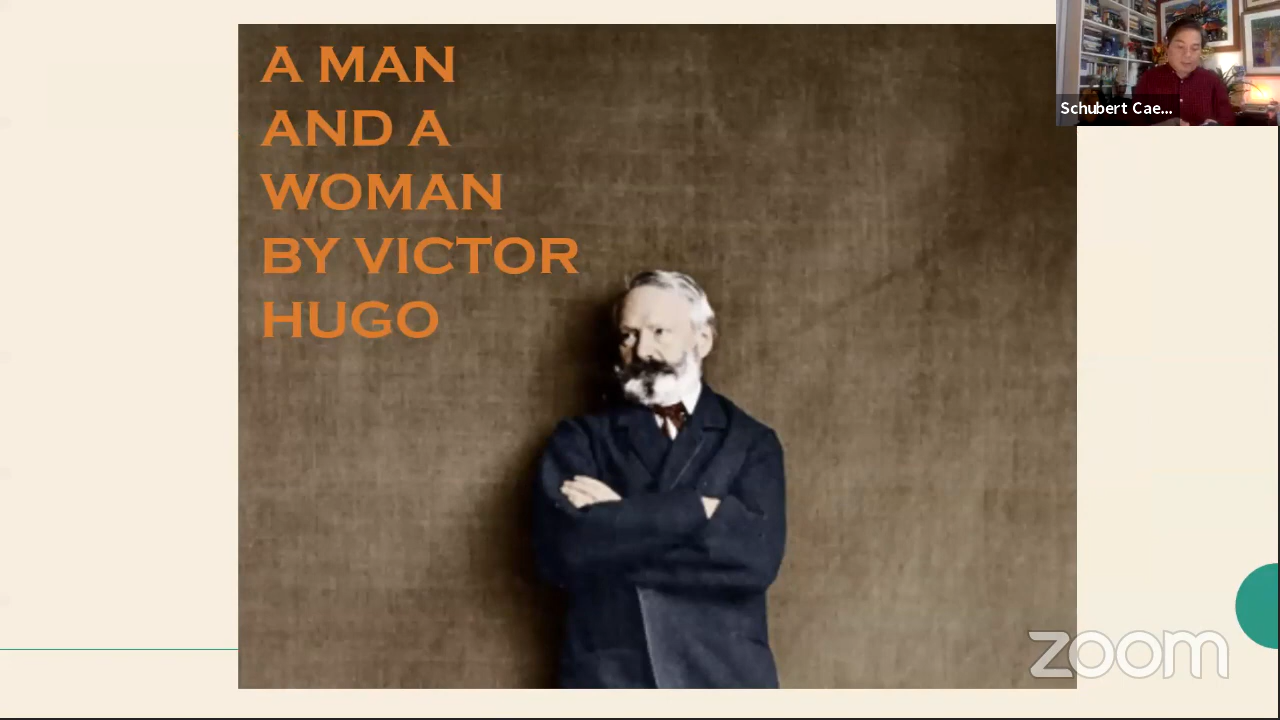 A MAN
AND A
WOMAN
BY VICTOR
HUGO
Schubert Cae...
zoom